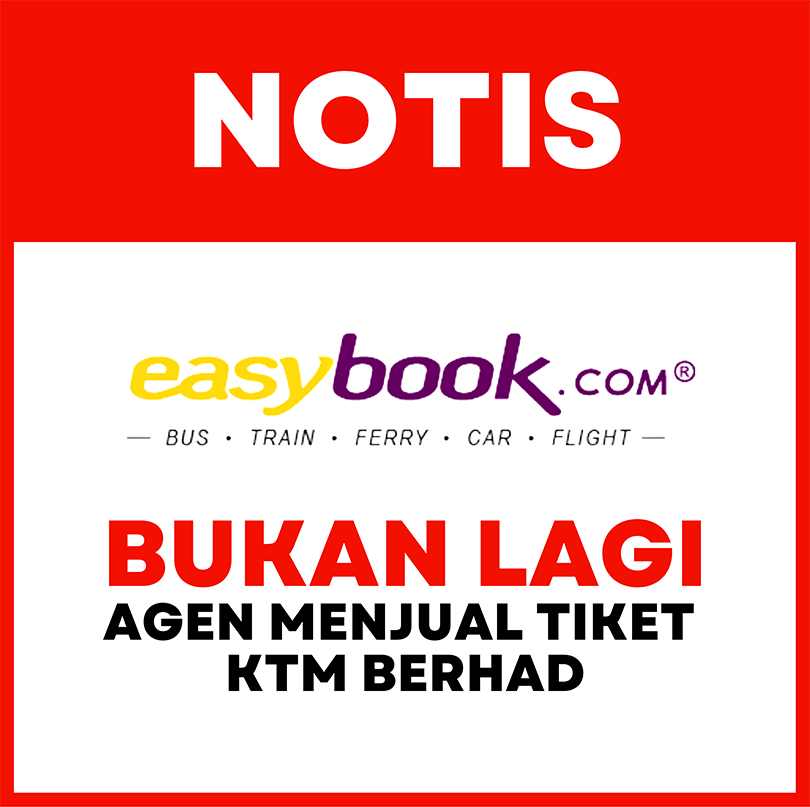 NOTIS
easybook.COM®
— BUS • TRAIN • FERRY • CAR • FLIGHT —
BUKAN LAGI
AGEN MENJUAL TIKET
KTM BERHAD